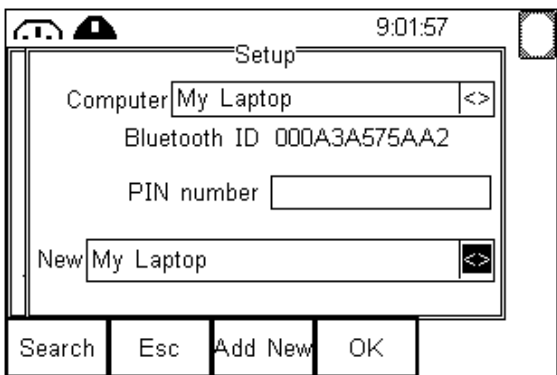 9:01:57
Setup
Computer My Laptop <>
Bluetooth ID 000A3A575AA2
PIN number
New My Laptop <>
Search Esc Add New OK